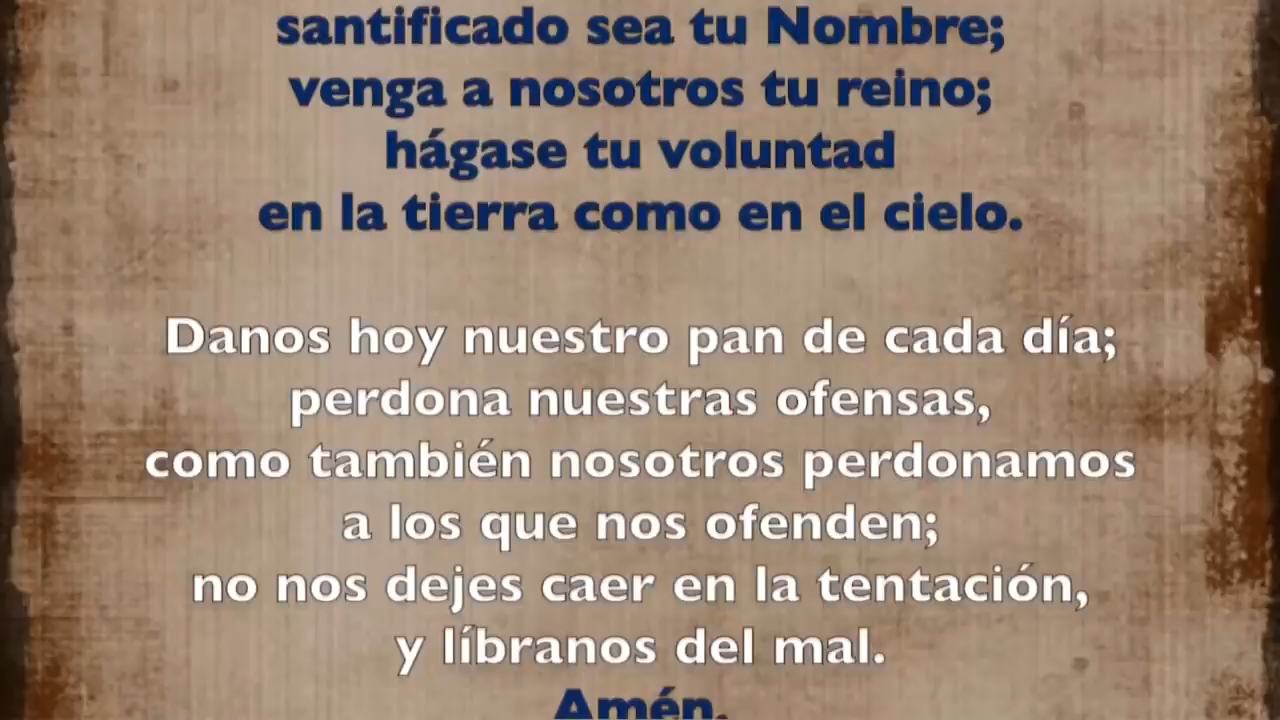 santificado sea tu Nombre;
venga a nosotros tu reino;
hágase tu voluntad
en la tierra como en el cielo.
Danos hoy nuestro pan de cada día;
perdona nuestras ofensas,
como también nosotros perdonamos
a los que nos ofenden;
no nos dejes caer en la tentación,
y líbranos del mal.
Amén.